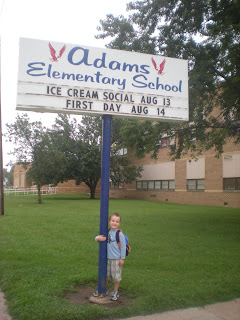 Adams
Elementary School
ICE CREAM SOCIAL AUG 13
FIRST DAY AUG 14